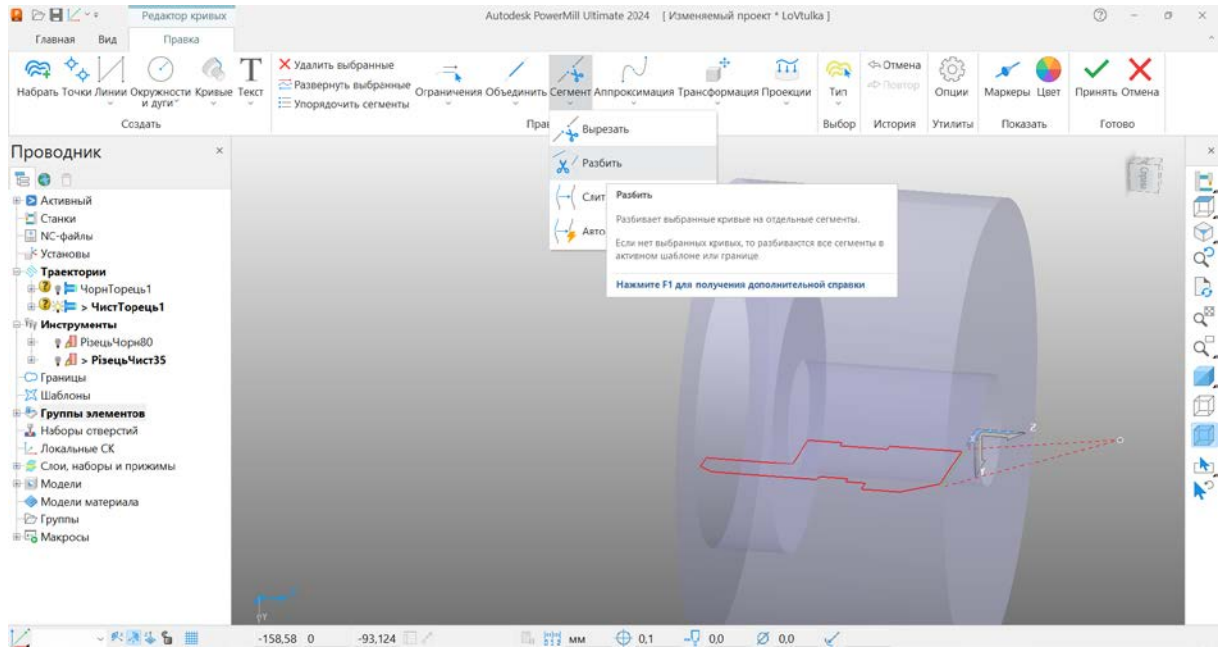 Редактор кривых
Autodesk PowerMill Ultimate 2024 [ Изменяемый проект * LoVtulka ]
Главная Вид Правка
Удалить выбранные
Развернуть выбранные
Упорядочить сегменты
Набрать Точки Линии Окружности и дуги Кривые Текст
Ограничения Объединить Сегмент Аппроксимация Трансформация Проекции
Тип
Отмена
Повтор
Опции Маркеры Цвет Принять Отмена
Создать
Выбор История Утилиты Показать Готово
Вырезать
Разбить
Разбить
Разбивает выбранные кривые на отдельные сегменты.
Если нет выбранных кривых, то разбиваются все сегменты в
активном шаблоне или границе.
Нажмите F1 для получения дополнительной справки
Проводник
Активный
Станки
NC-файлы
Установы
Траектории
ЧорнТорець1
> ЧистТорець1
Инструменты
РізецьЧорн80
> РізецьЧист35
Границы
Шаблоны
Группы элементов
Наборы отверстий
Локальные СК
Слои, наборы и прижимы
Модели
Модели материала
Группы
Макросы
Z
Y
Y
-158,58 0 -93,124 мм 0,1 0,0 0,0